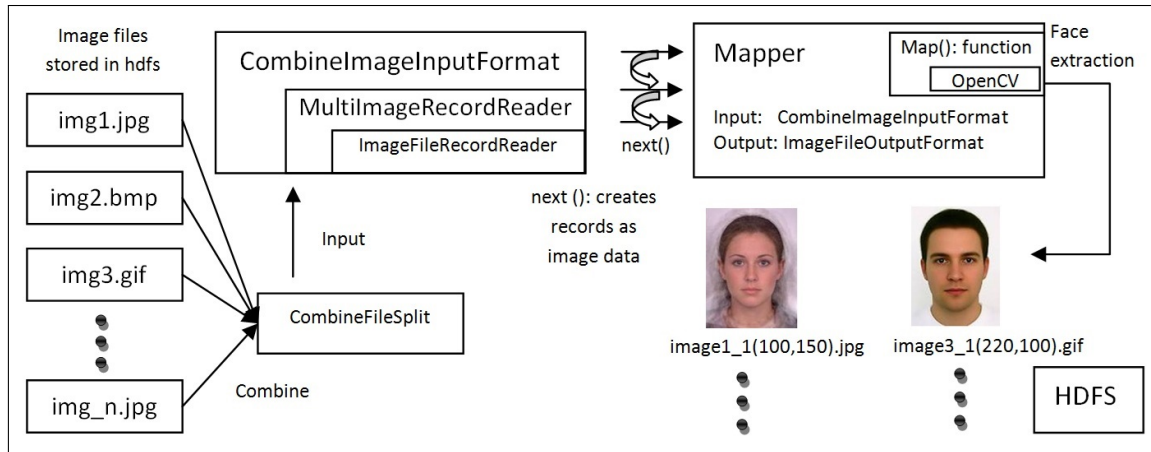 Image files
stored in hdfs
img1.jpg
img2.bmp
img3.gif
img_n.jpg
Combine
CombineFileSplit
Input
CombineImageInputFormat
MultiImageRecordReader
ImageFileRecordReader
next()
next (): creates
records as
image data
Mapper
Map(): function
OpenCV
Input: CombineImageInputFormat
Output: ImageFileOutputFormat
Face
extraction
image1_1(100,150).jpg
image3_1(220,100).gif
HDFS